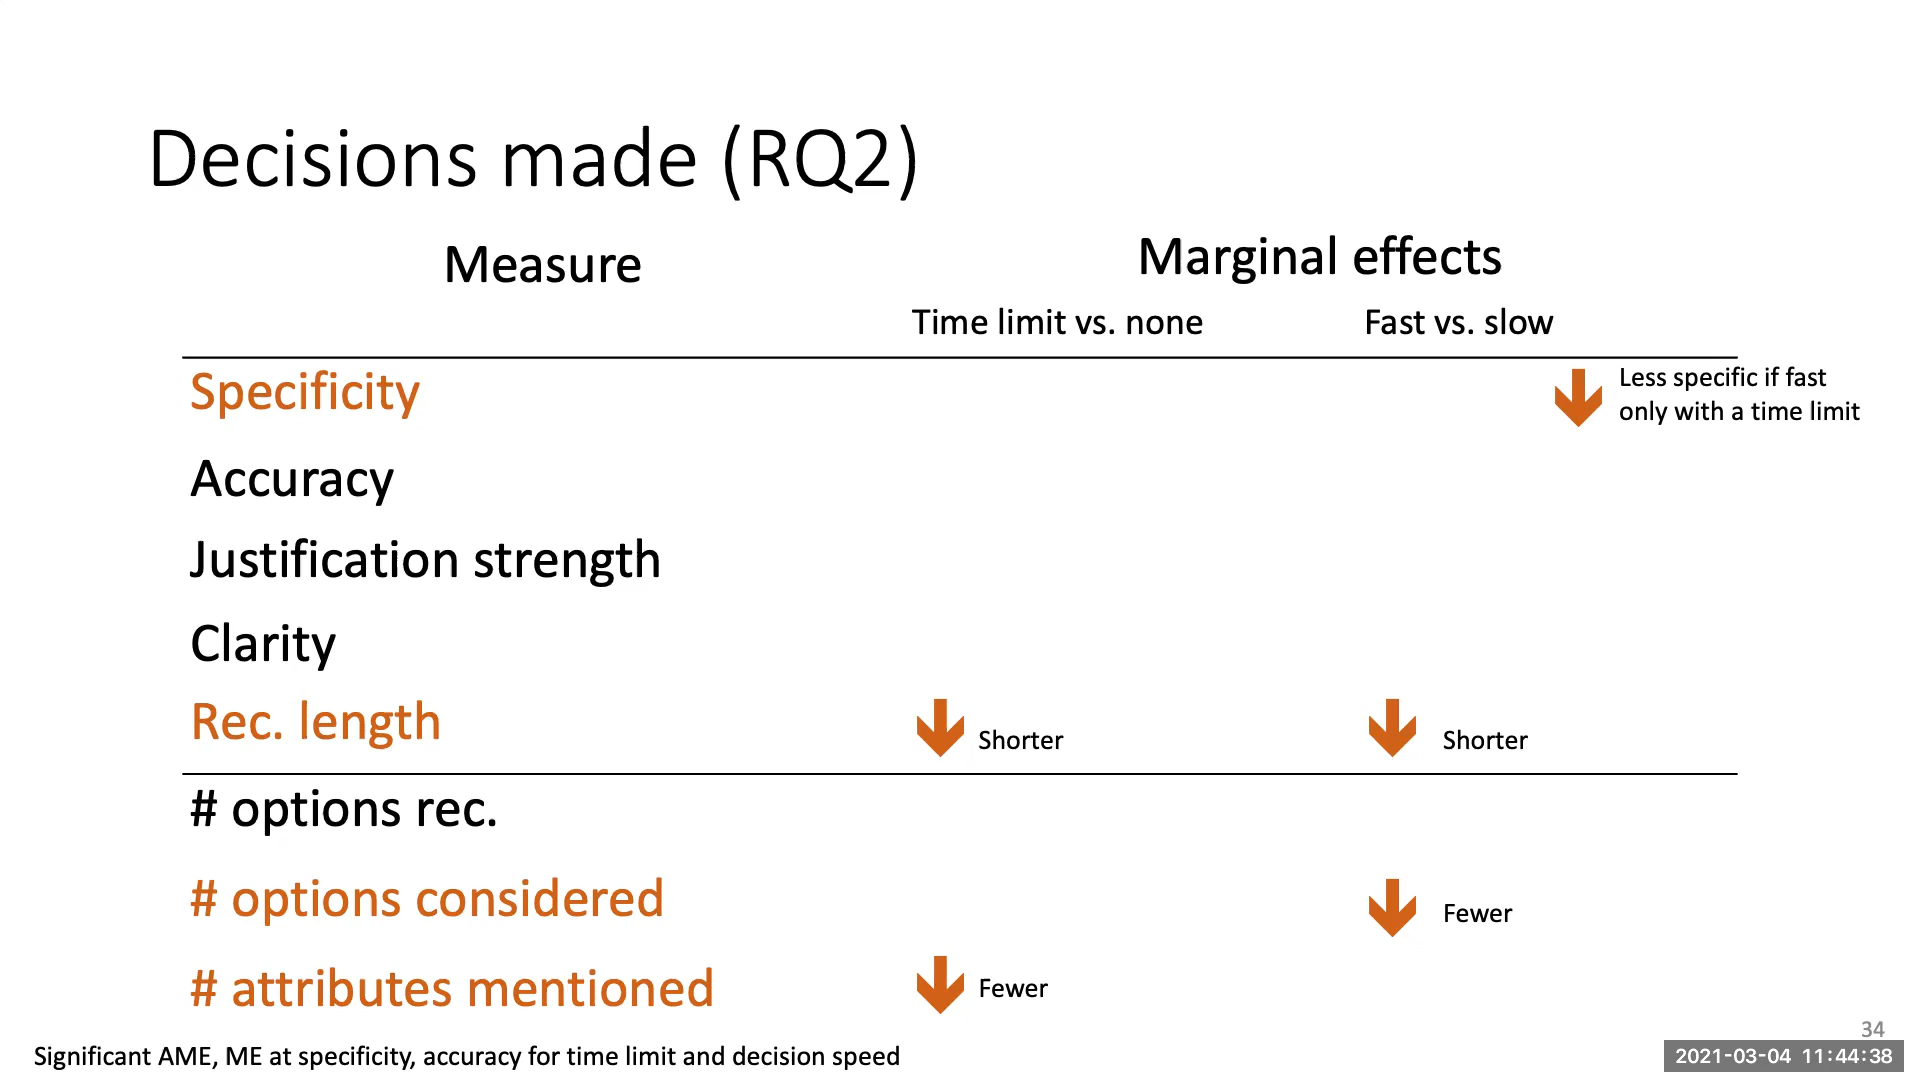 Decisions made (RQ2)
Measure
Marginal effects
Time limit vs. none
Fast vs. slow
Specificity
Less specific if fast
only with a time limit
Accuracy
Justification strength
Clarity
Rec. length
Shorter
Shorter
# options rec.
# options considered
Fewer
# attributes mentioned
Fewer
34
Significant AME, ME at specificity, accuracy for time limit and decision speed
2021-03-04 11:44:38